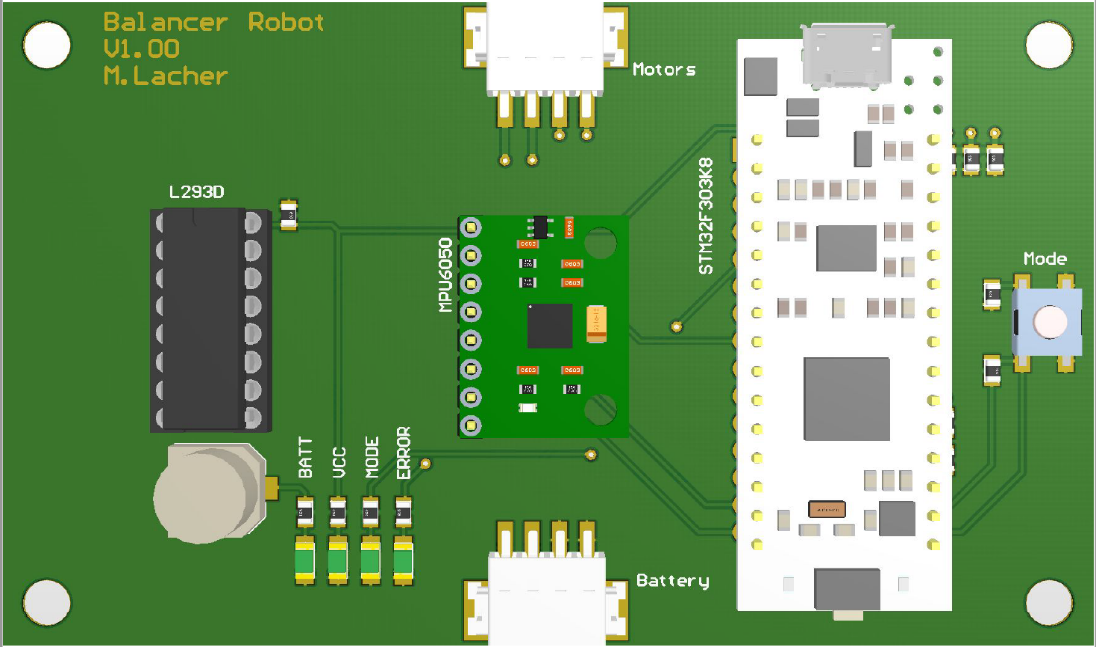 Balancer Robot
V1.00
M.Lacher
Motors
L293D
MPU6050
STM32F303K8
Mode
BATT
VCC
MODE
ERROR
Battery